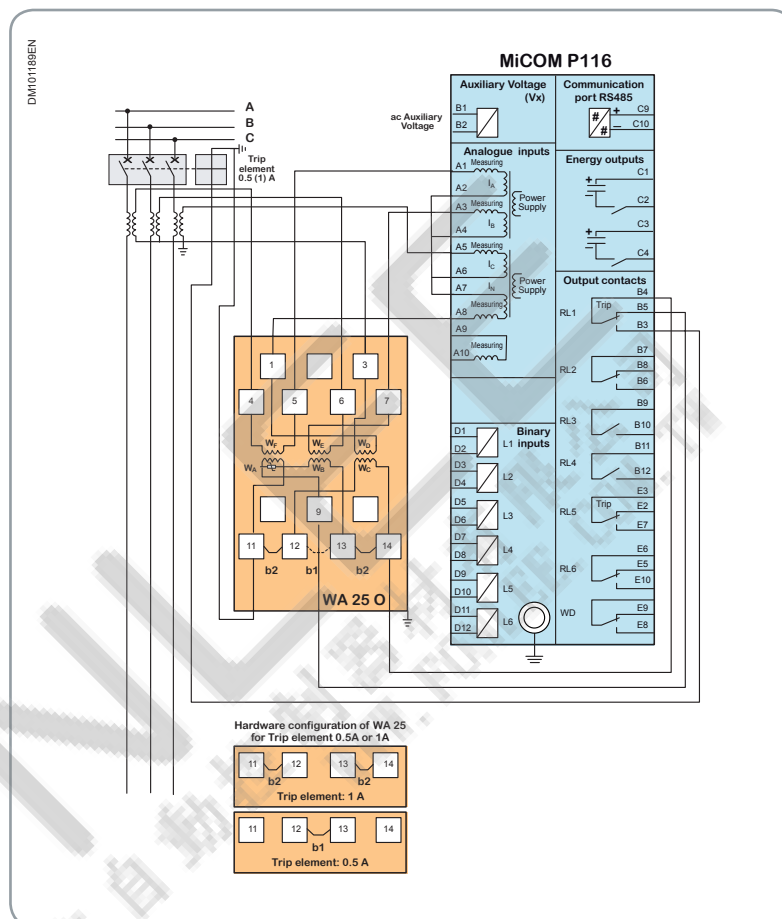 DM101189EN
MiCOM P116
Auxiliary Voltage
(Vx)
Communication
port RS485
B1
B2
ac Auxiliary
Voltage
#
#
+
–
C9
C10
A
B
C
Trip
element
0.5 (1) A
Analogue inputs
A1
Measuring
A2
IA
A3
Measuring
IB
A4
Power
Supply
A5
Measuring
IC
A6
A7
IN
Power
Supply
A8
Measuring
A9
A10
Measuring
Energy outputs
C1
+
C2
C3
+
C4
Output contacts
B4
RL1
Trip
B5
B3
B7
RL2
B8
B6
B9
RL3
B10
B11
RL4
B12
E3
RL5
Trip
E2
E7
E6
RL6
E5
E10
WD
E9
E8
Binary
inputs
D1
D2
L1
D3
D4
L2
D5
D6
L3
D7
D8
L4
D9
D10
L5
D11
D12
L6
1
3
4
5
6
7
WF
WE
WD
WA
WB
WC
9
11
12
13
14
b2
b1
b2
WA 25 O
Hardware configuration of WA 25
for Trip element 0.5A or 1A
11
12
13
14
b2
b2
Trip element: 1 A
11
12
13
14
b1
Trip element: 0.5 A